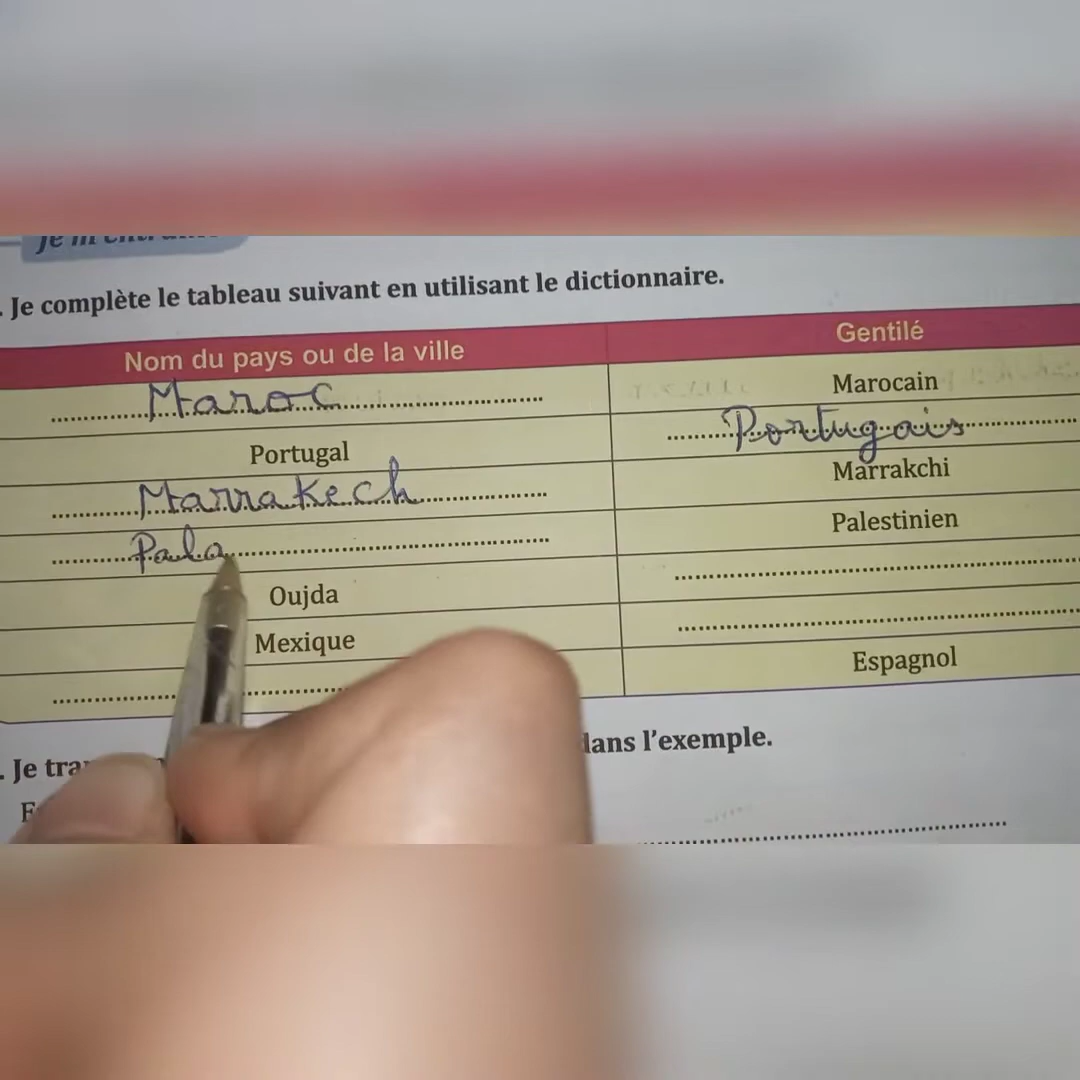 . Je complète le tableau suivant en utilisant le dictionnaire.
Nom du pays ou de la ville Gentilé
Maroc Marocain
Portugal Portugais
Marrakech Marrakchi
Pala Palestinien
Oujda
Mexique
Espagnol
. Je dans l'exemple.